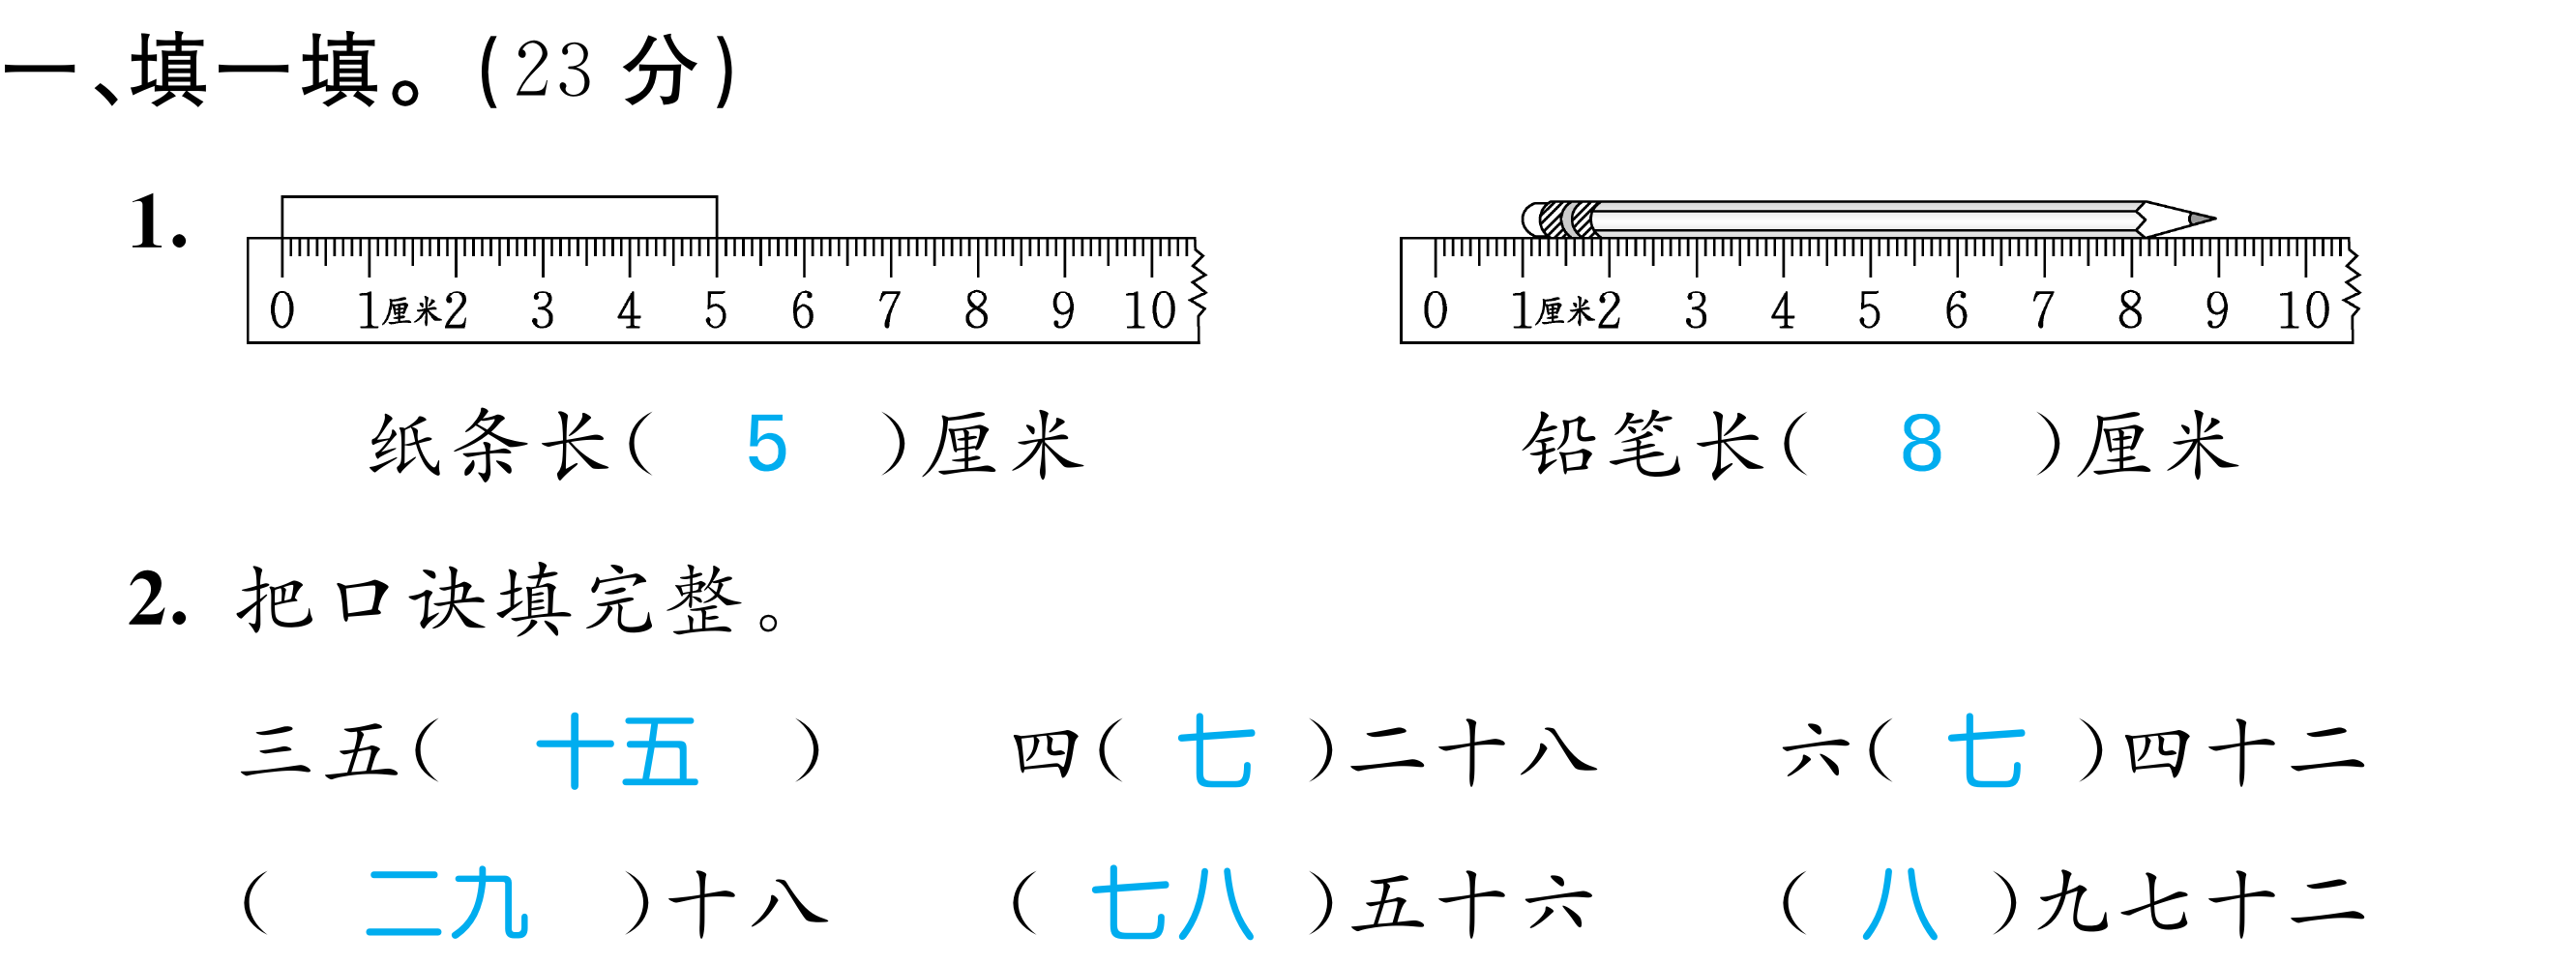 一、填一填。(23 分)
1.
0 1厘米2 3 4 5 6 7 8 9 10 0 1厘米2 3 4 5 6 7 8 9 10
纸条长( 5 )厘米 铅笔长( 8 )厘米
2. 把口诀填完整。
三五( 十五 ) 四( 七 )二十八 六( 七 )四十二
( 二九 )十八 ( 七八 )五十六 ( 八 )九七十二